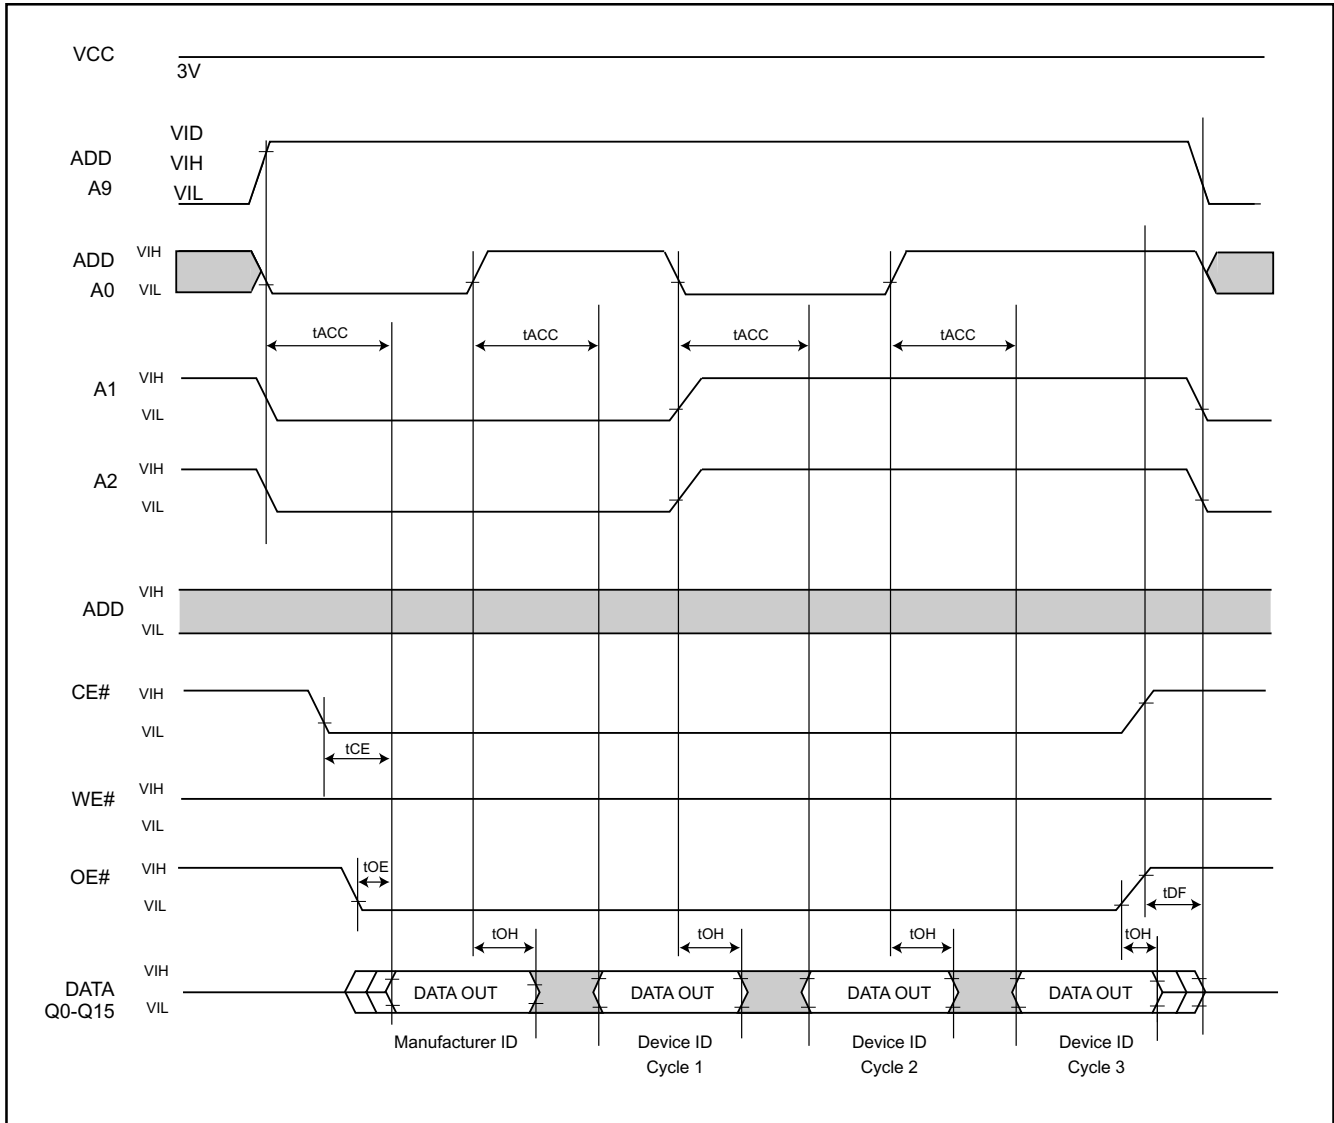 VCC
3V
VID
ADD
VIH
A9
VIL
ADD
VIH
A0
VIL
tACC
tACC
tACC
tACC
A1
VIH
VIL
A2
VIH
VIL
ADD
VIH
VIL
CE#
VIH
VIL
tCE
WE#
VIH
VIL
OE#
VIH
tOE
VIL
tDF
tOH
tOH
tOH
tOH
DATA
Q0-Q15
VIH
VIL
DATA OUT
DATA OUT
DATA OUT
DATA OUT
Manufacturer ID
Device ID
Cycle 1
Device ID
Cycle 2
Device ID
Cycle 3